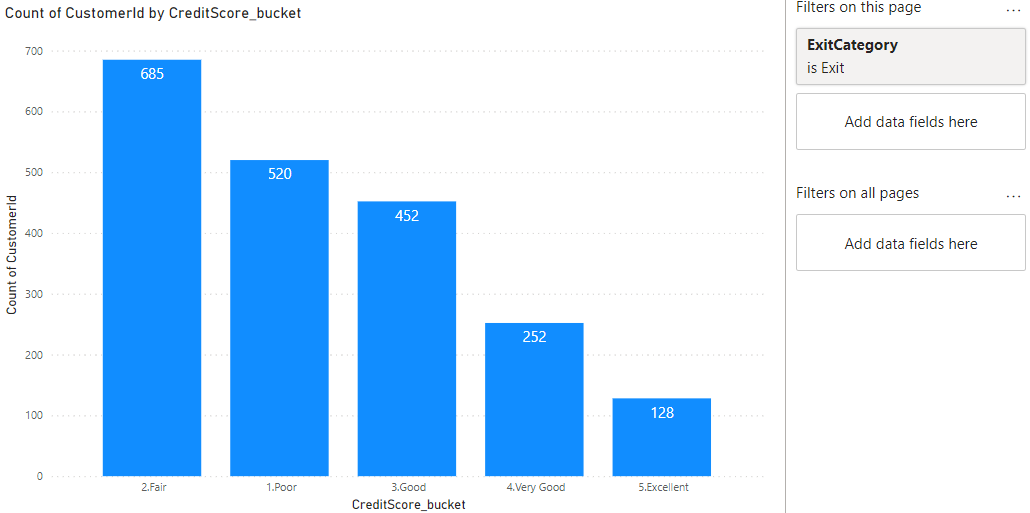 Count of CustomerId by CreditScore_bucket
700
600
500
400
300
200
100
0
Count of CustomerId
685
520
452
252
128
2.Fair
1.Poor
3.Good
4.Very Good
5.Excellent
CreditScore_bucket
Filters on this page ...
ExitCategory
is Exit
Add data fields here
Filters on all pages ...
Add data fields here